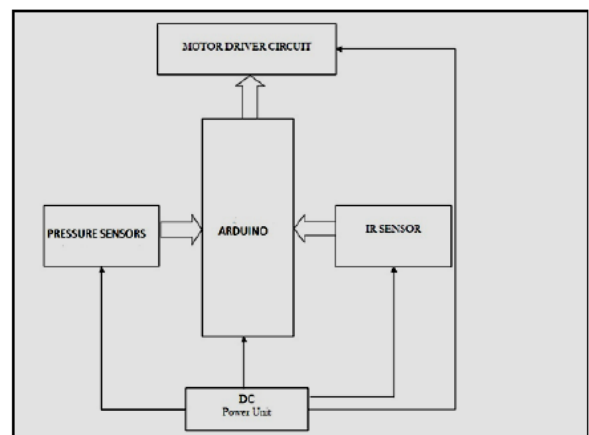 MOTOR DRIVER CIRCUIT
PRESSURE SENSORS
ARDUINO
IR SENSOR
DC
Power Unit